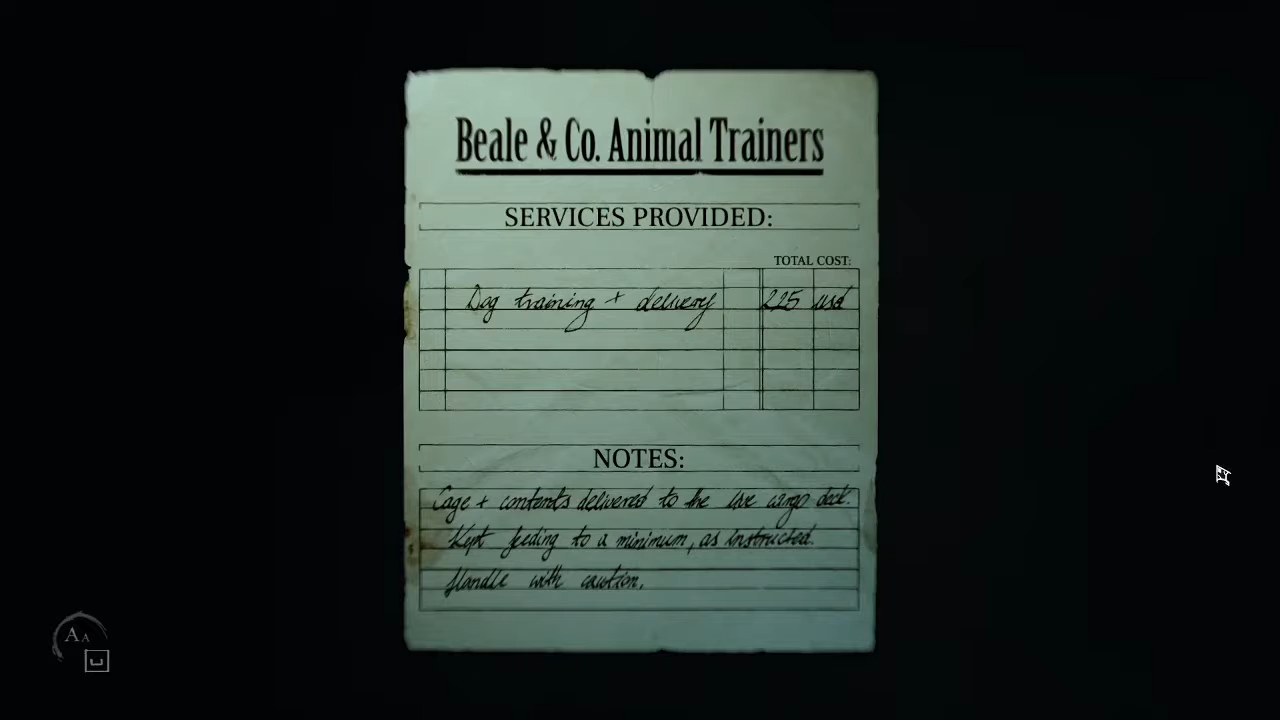 Beale & Co. Animal Trainers
SERVICES PROVIDED:
TOTAL COST:
Dog training + delivery 225 usd
NOTES:
Cage + contents delivered to the live cargo deck.
Kept feeding to a minimum, as instructed.
Handle with caution.
A A